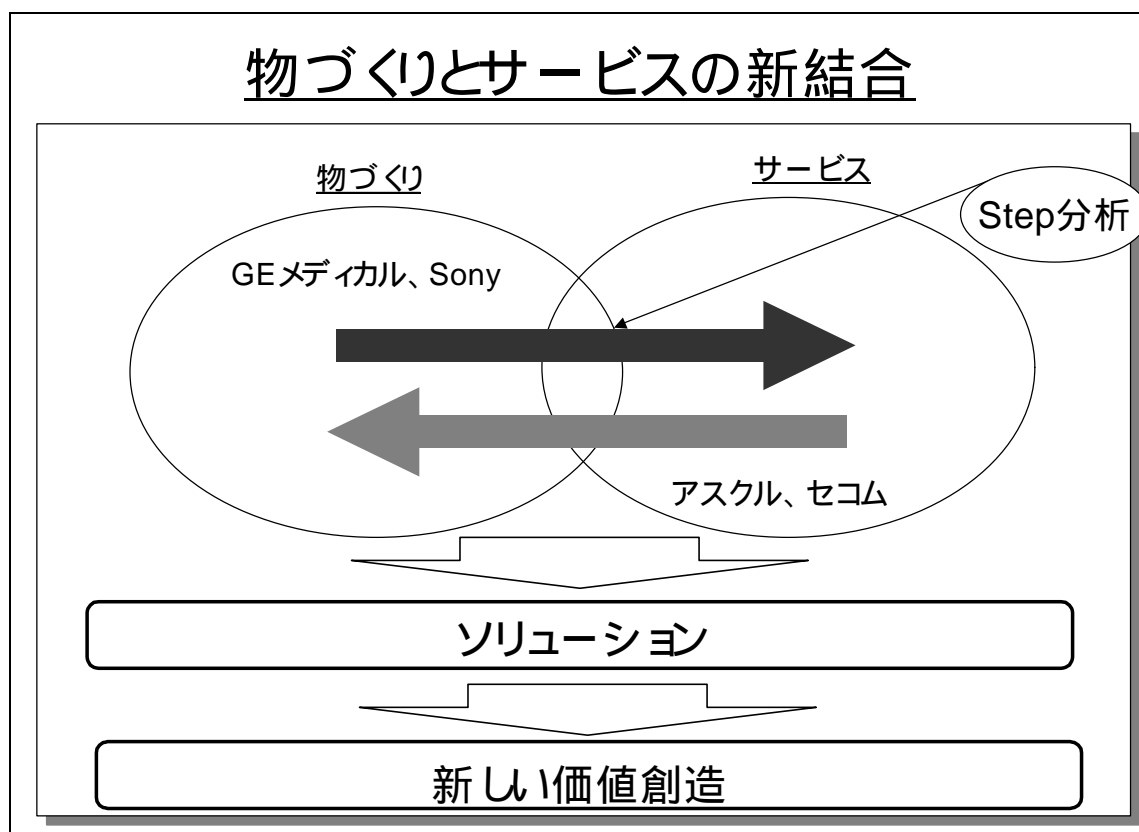 物づくりとサービスの新結合
物づくり
サービス
Step分析
GEメディカル、Sony
アスクル、セコム
ソリューション
新しい価値創造